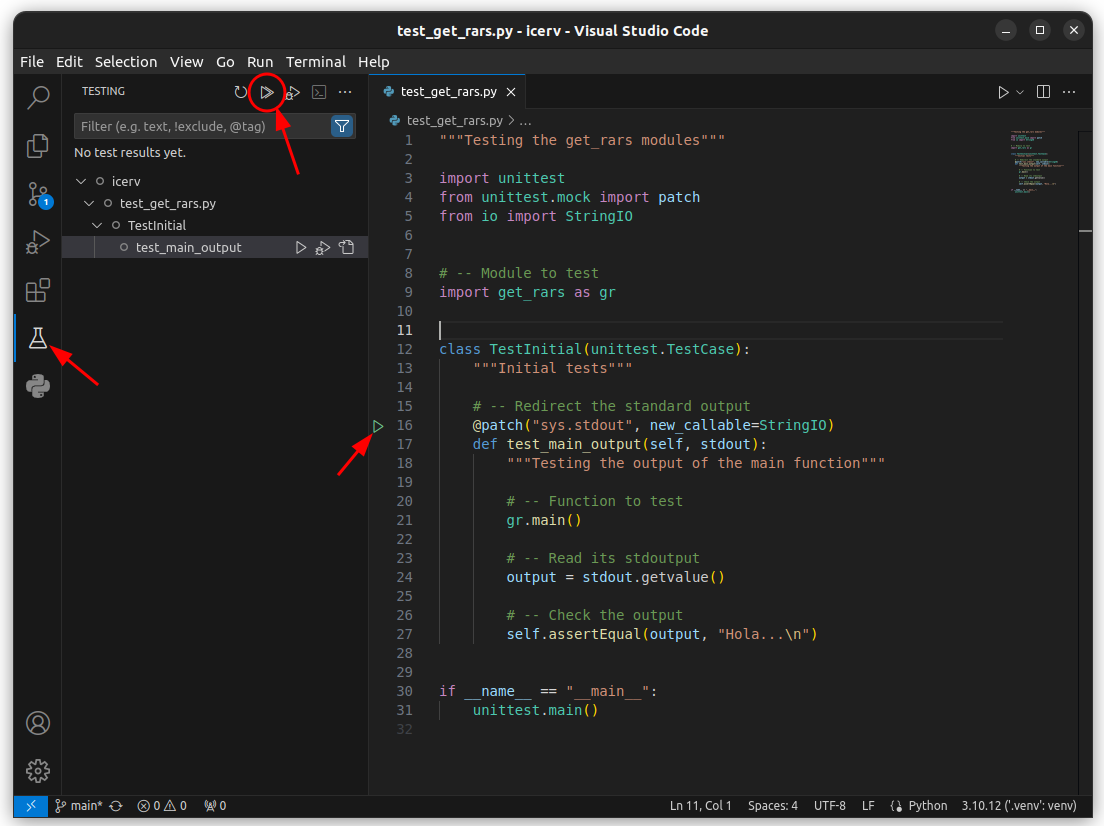 test_get_rars.py - icerv - Visual Studio Code
File Edit Selection View Go Run Terminal Help
TESTING
test_get_rars.py
Filter (e.g. text, !exclude, @tag)
test_get_rars.py > ...
No test results yet.
icerv
test_get_rars.py
TestInitial
test_main_output
1
1 """Testing the get_rars modules"""
2
3 import unittest
4 from unittest.mock import patch
5 from io import StringIO
6
7
8 # -- Module to test
9 import get_rars as gr
10
11
12 class TestInitial(unittest.TestCase):
13     """Initial tests"""
14
15     # -- Redirect the standard output
16     @patch("sys.stdout", new_callable=StringIO)
17     def test_main_output(self, stdout):
18         """Testing the output of the main function"""
19
20         # -- Function to test
21         gr.main()
22
23         # -- Read its stdoutput
24         output = stdout.getvalue()
25
26         # -- Check the output
27         self.assertEqual(output, "Hola...\n")
28
29
30 if __name__ == "__main__":
31     unittest.main()
32
main* 0 0 0 Ln 11, Col 1 Spaces: 4 UTF-8 LF Python 3.10.12 ('.venv': venv)